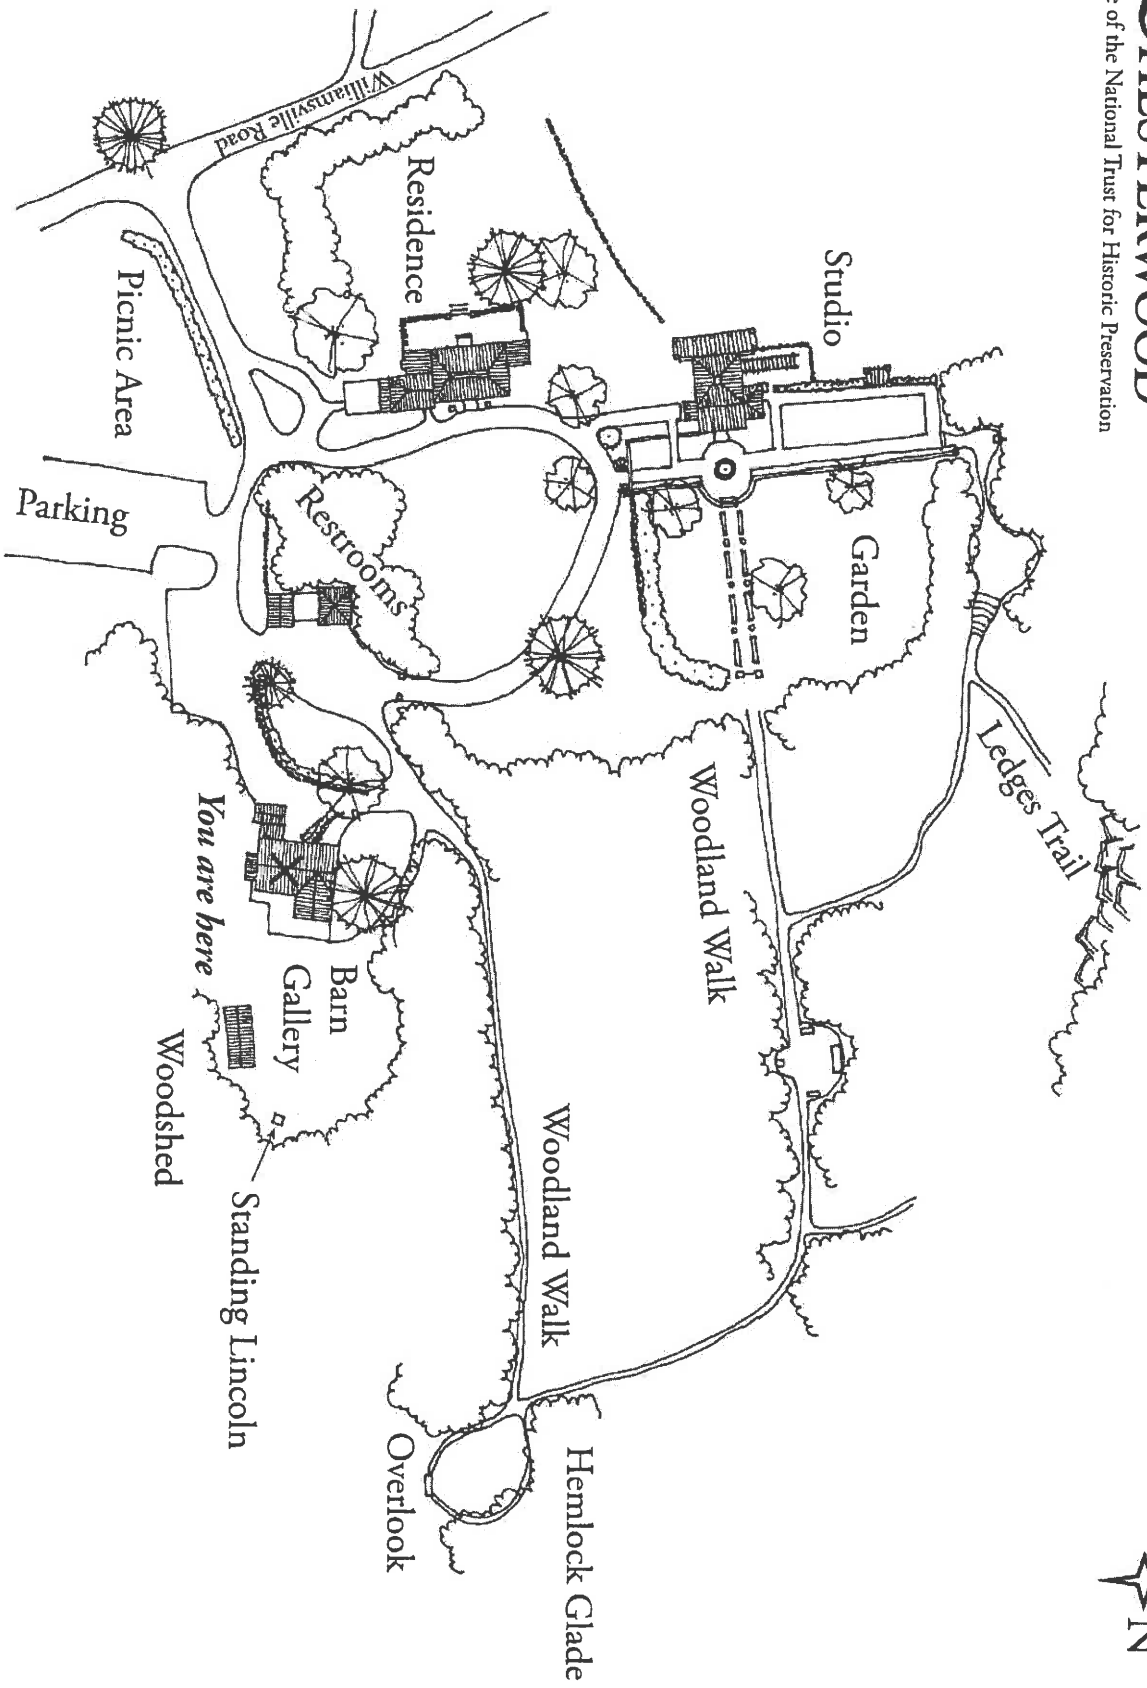 CHESTERWOOD
e of the National Trust for Historic Preservation
N
Ledges Trail
Studio
Garden
Woodland Walk
Hemlock Glade
Woodland Walk
Residence
Overlook
Williamsville Road
Restrooms
Barn
Gallery
Standing Lincoln
You are here
Woodshed
Picnic Area
Parking